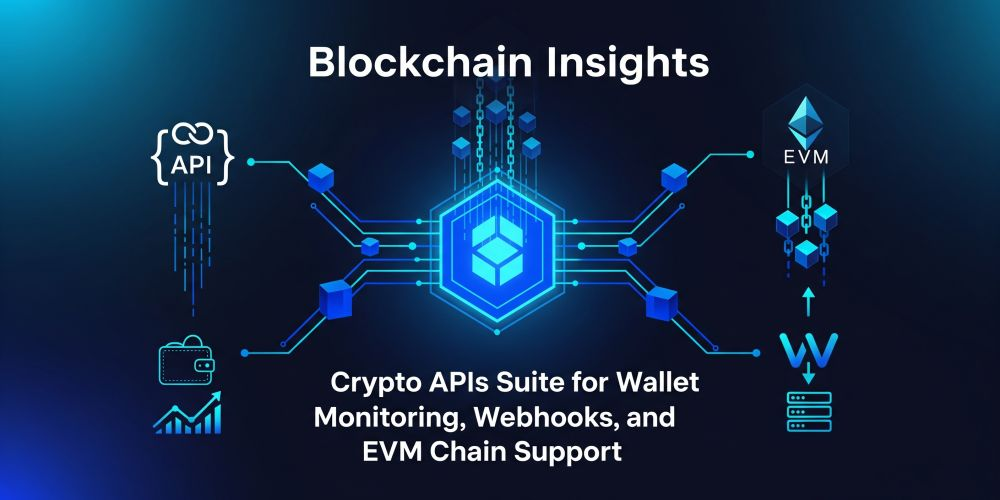 Blockchain Insights
{API}
EVM
Crypto APIs Suite for Wallet
Monitoring, Webhooks, and
EVM Chain Support